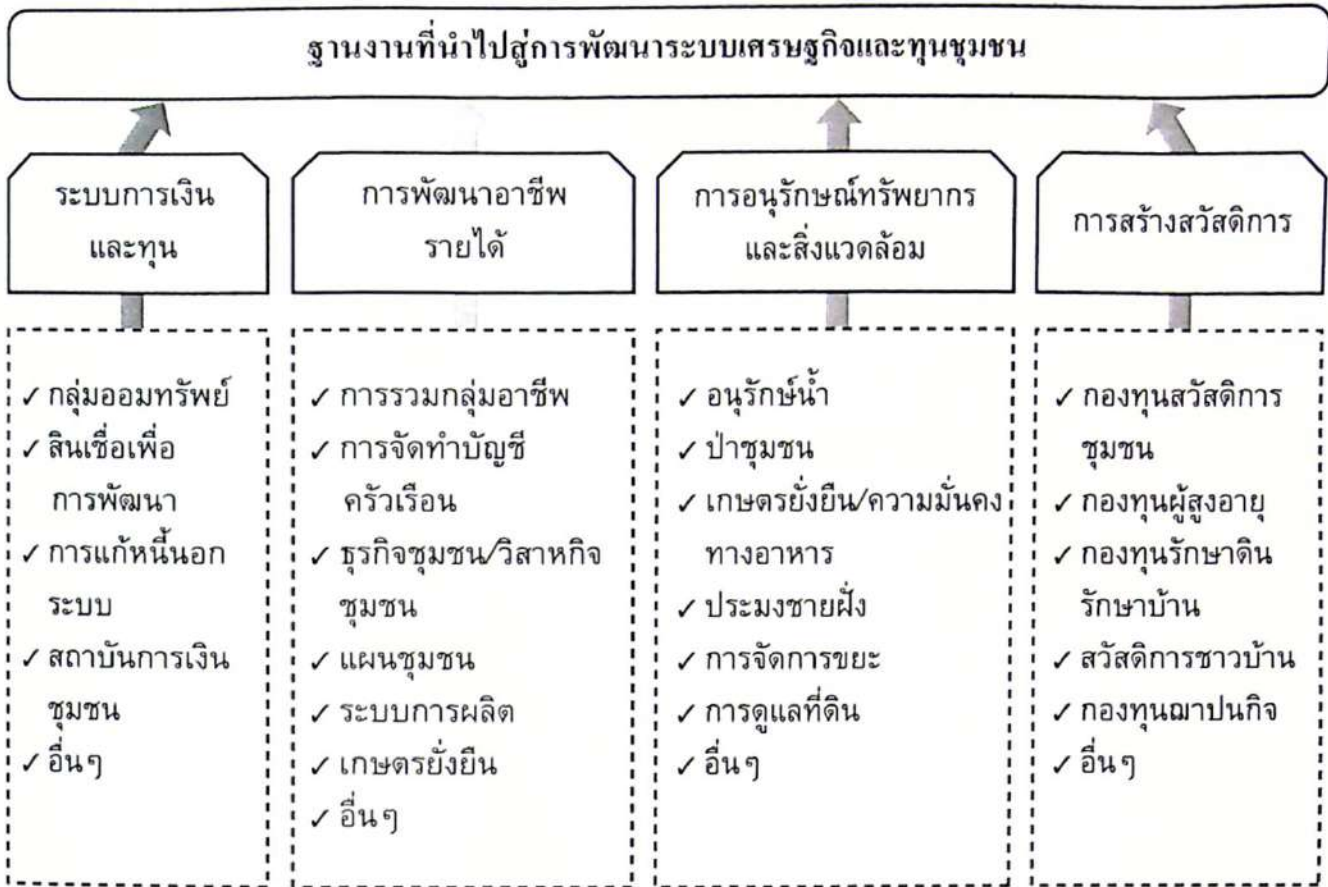 ฐานงานที่นำไปสู่การพัฒนาระบบเศรษฐกิจและทุนชุมชน
ระบบการเงิน
และทุน
✓ กลุ่มออมทรัพย์
✓ สินเชื่อเพื่อ
การพัฒนา
✓ การแก้หนี้นอก
ระบบ
✓ สถาบันการเงิน
ชุมชน
✓ อื่นๆ
การพัฒนาอาชีพ
รายได้
✓ การรวมกลุ่มอาชีพ
✓ การจัดทำบัญชี
ครัวเรือน
✓ ธุรกิจชุมชน/วิสาหกิจ
ชุมชน
✓ แผนชุมชน
✓ ระบบการผลิต
✓ เกษตรยั่งยืน
✓ อื่นๆ
การอนุรักษณ์ทรัพยากร
และสิ่งแวดล้อม
✓ อนุรักษ์น้ำ
✓ ป่าชุมชน
✓ เกษตรยั่งยืน/ความมั่นคง
ทางอาหาร
✓ ประมงชายฝั่ง
✓ การจัดการขยะ
✓ การดูแลที่ดิน
✓ อื่นๆ
การสร้างสวัสดิการ
✓ กองทุนสวัสดิการ
ชุมชน
✓ กองทุนผู้สูงอายุ
✓ กองทุนรักษาดิน
รักษาบ้าน
✓ สวัสดิการชาวบ้าน
✓ กองทุนฌาปนกิจ
✓ อื่นๆ